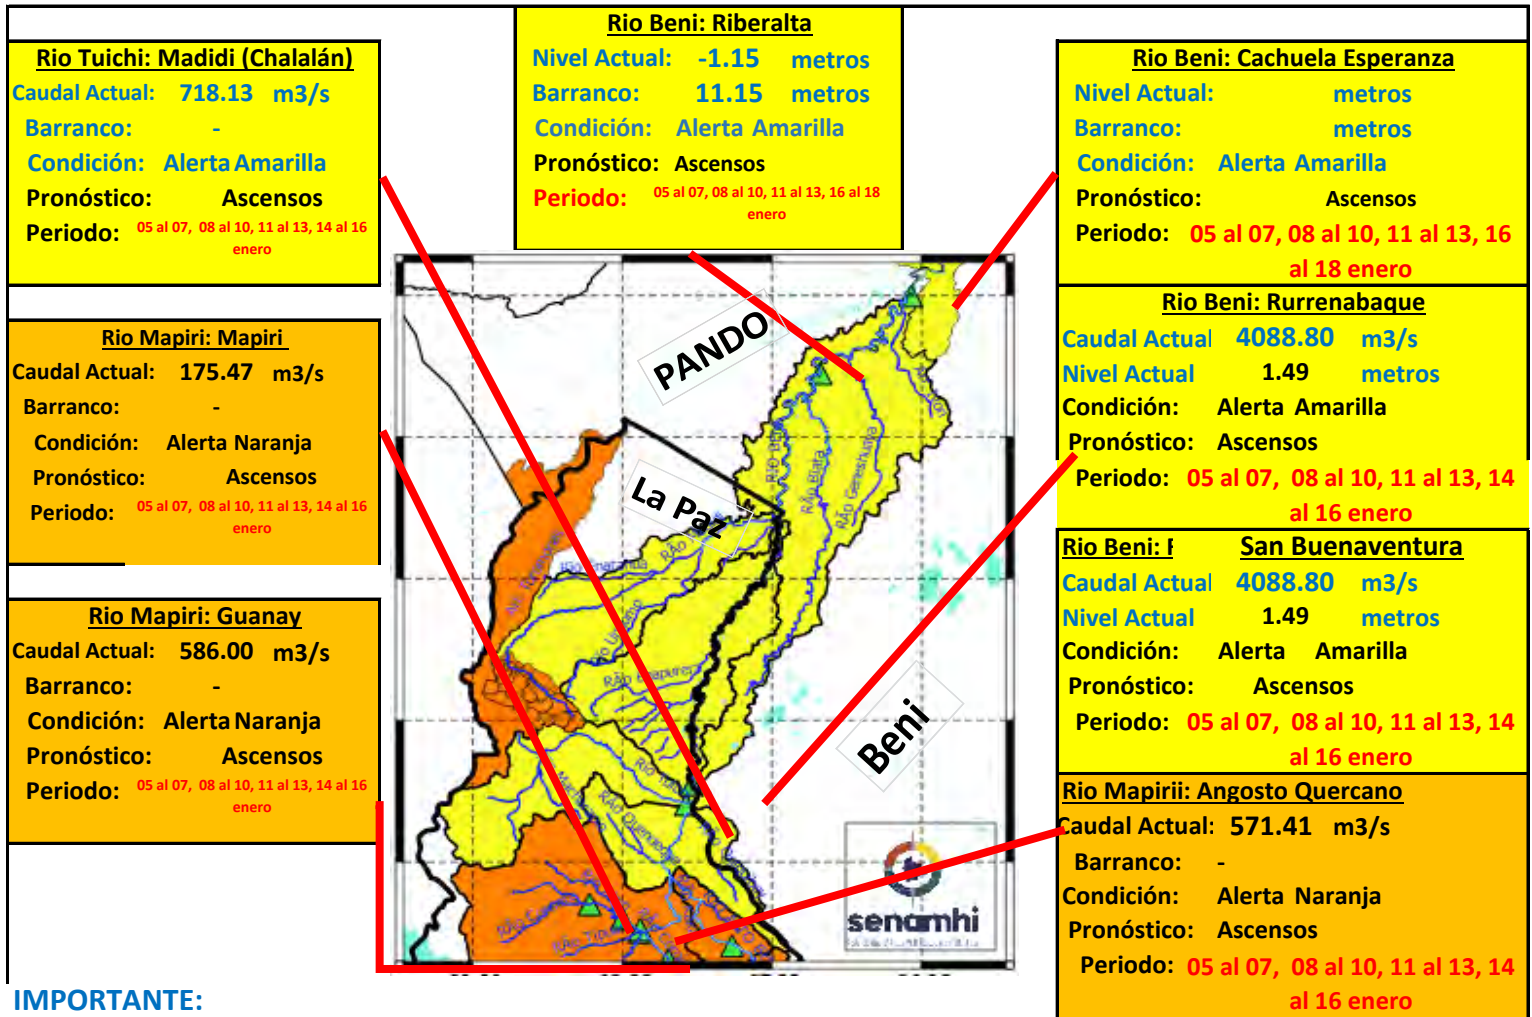 Rio Tuichi: Madidi (Chalalán)
Caudal Actual: 718.13 m3/s
Barranco: -
Condición: Alerta Amarilla
Pronóstico: Ascensos
Periodo: 05 al 07, 08 al 10, 11 al 13, 14 al 16
enero
Rio Mapiri: Mapiri
Caudal Actual: 175.47 m3/s
Barranco: -
Condición: Alerta Naranja
Pronóstico: Ascensos
Periodo: 05 al 07, 08 al 10, 11 al 13, 14 al 16
enero
Rio Mapiri: Guanay
Caudal Actual: 586.00 m3/s
Barranco: -
Condición: Alerta Naranja
Pronóstico: Ascensos
Periodo: 05 al 07, 08 al 10, 11 al 13, 14 al 16
enero
Rio Beni: Riberalta
Nivel Actual: -1.15 metros
Barranco: 11.15 metros
Condición: Alerta Amarilla
Pronóstico: Ascensos
Periodo: 05 al 07, 08 al 10, 11 al 13, 16 al 18
enero
PANDO
La Paz
Beni
RÃo Biata
RÃo Geneshuaya
senamhi
Rio Beni: Cachuela Esperanza
Nivel Actual: metros
Barranco: metros
Condición: Alerta Amarilla
Pronóstico: Ascensos
Periodo: 05 al 07, 08 al 10, 11 al 13, 16
al 18 enero
Rio Beni: Rurrenabaque
Caudal Actual 4088.80 m3/s
Nivel Actual 1.49 metros
Condición: Alerta Amarilla
Pronóstico: Ascensos
Periodo: 05 al 07, 08 al 10, 11 al 13, 14
al 16 enero
Rio Beni: San Buenaventura
Caudal Actual 4088.80 m3/s
Nivel Actual 1.49 metros
Condición: Alerta Amarilla
Pronóstico: Ascensos
Periodo: 05 al 07, 08 al 10, 11 al 13, 14
al 16 enero
Rio Mapirii: Angosto Quercano
Caudal Actual: 571.41 m3/s
Barranco: -
Condición: Alerta Naranja
Pronóstico: Ascensos
Periodo: 05 al 07, 08 al 10, 11 al 13, 14
al 16 enero
IMPORTANTE: